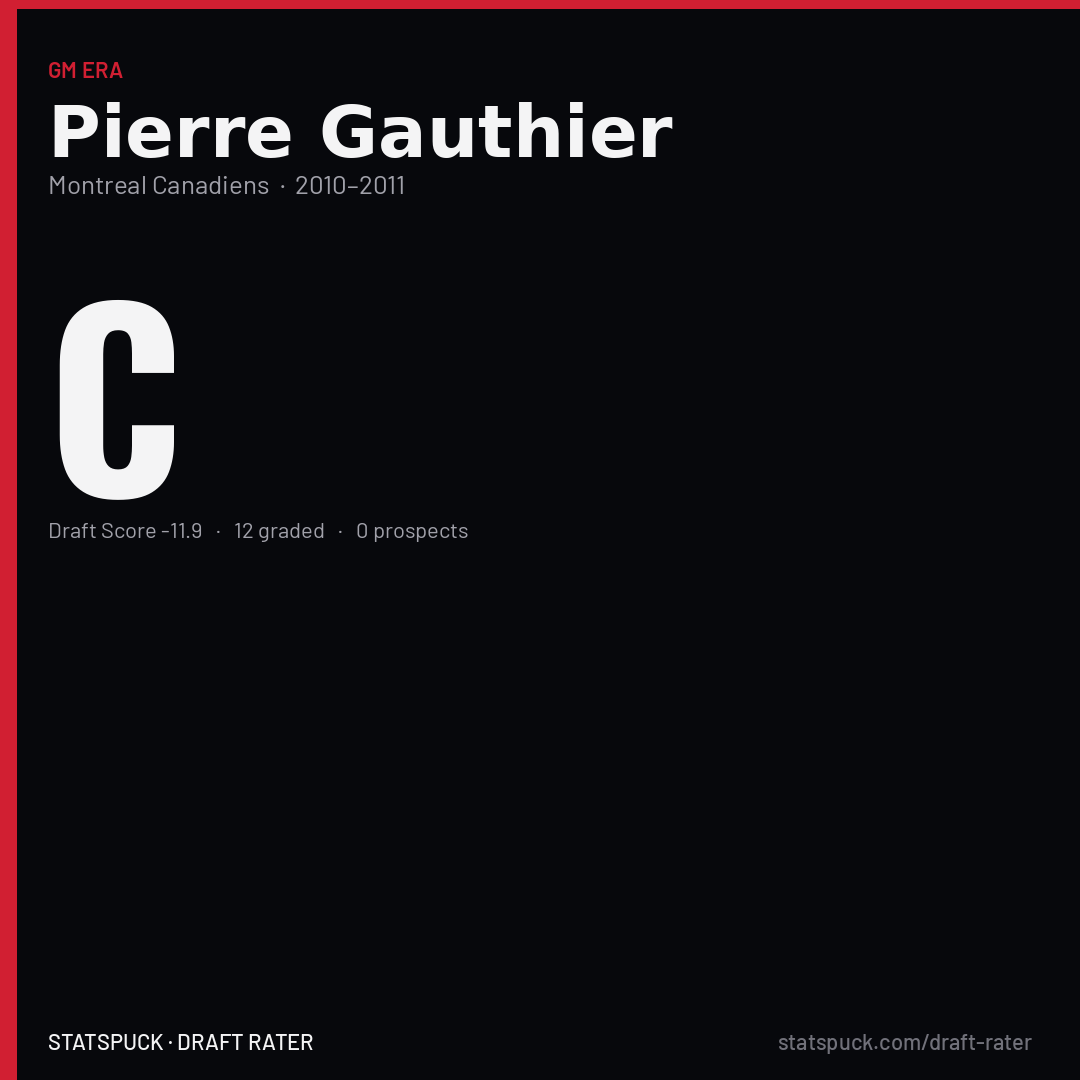 GM ERA
Pierre Gauthier
Montreal Canadiens · 2010–2011
C
Draft Score -11.9 · 12 graded · 0 prospects
STATSPUCK · DRAFT RATER
statspuck.com/draft-rater